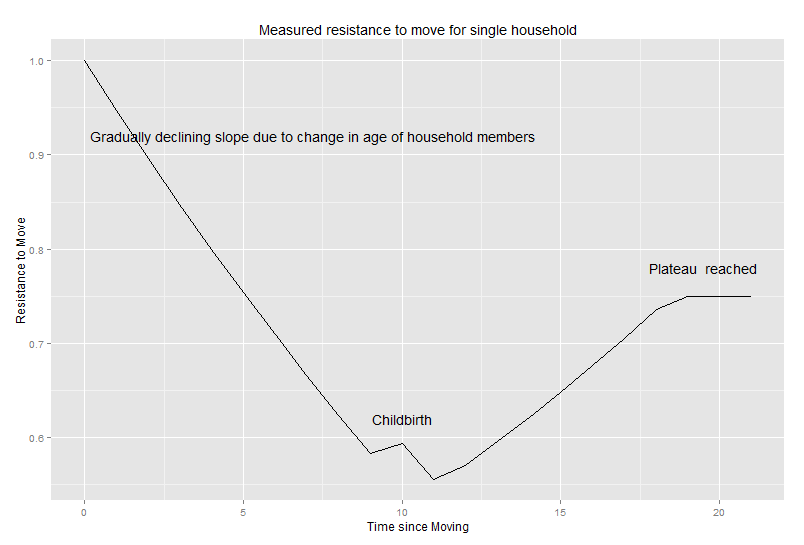 Measured resistance to move for single household
1.0
Gradually declining slope due to change in age of household members
0.9
0.8
Plateau  reached
Resistance to Move
0.7
Childbirth
0.6
0
5
10
15
20
Time since Moving